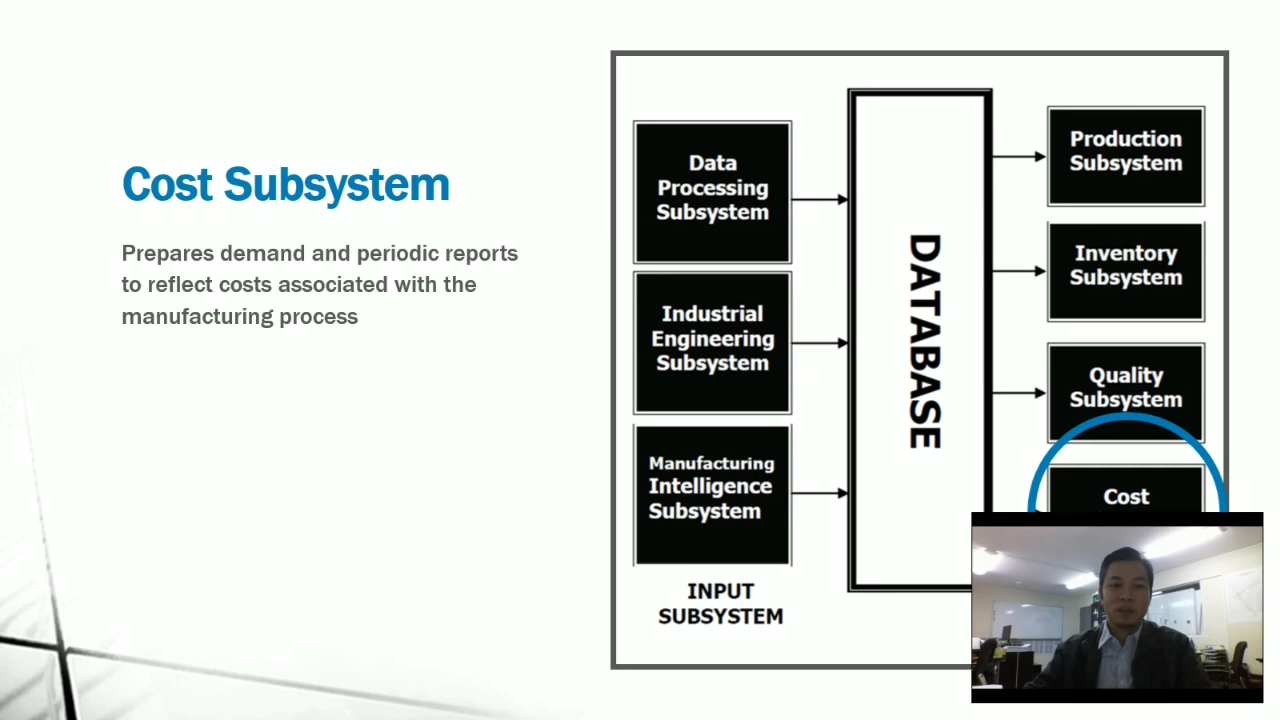 Cost Subsystem
Prepares demand and periodic reports
to reflect costs associated with the
manufacturing process
Data
Processing
Subsystem
Industrial
Engineering
Subsystem
Manufacturing
Intelligence
Subsystem
INPUT
SUBSYSTEM
DATABASE
Production
Subsystem
Inventory
Subsystem
Quality
Subsystem
Cost